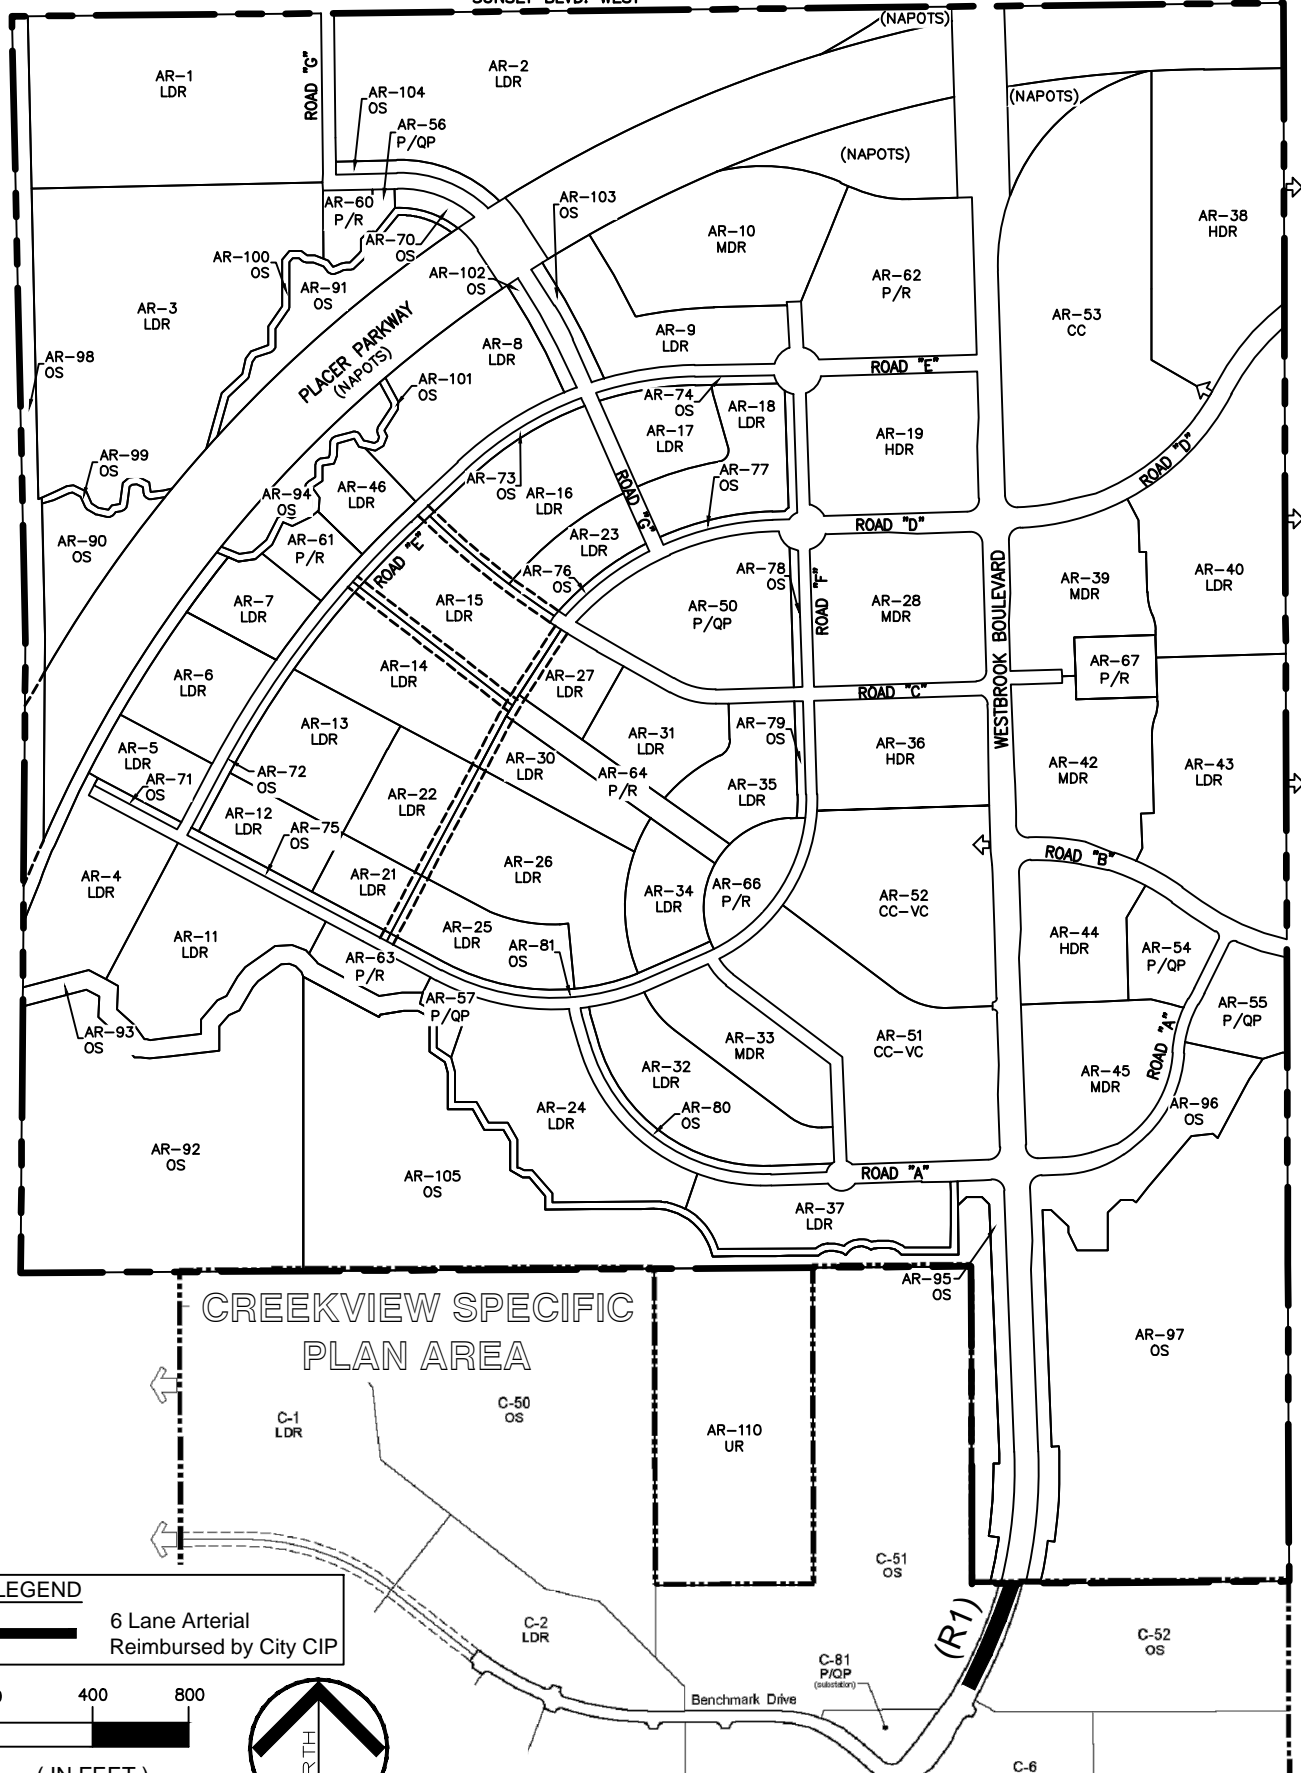 SUNSET BLVD. WEST
(NAPOTS)
AR-1
LDR
ROAD "G"
AR-2
LDR
AR-104
OS
AR-56
P/QP
(NAPOTS)
(NAPOTS)
AR-60
P/R
AR-103
OS
AR-38
HDR
AR-70
OS
AR-10
MDR
AR-100
OS
AR-102
OS
AR-62
P/R
AR-91
OS
AR-3
LDR
AR-53
CC
PLACER PARKWAY
(NAPOTS)
AR-9
LDR
AR-8
LDR
AR-98
OS
ROAD "E"
AR-101
OS
AR-74
OS
AR-18
LDR
AR-17
LDR
AR-19
HDR
ROAD "D"
AR-99
OS
AR-73
OS
AR-77
OS
AR-46
LDR
AR-94
OS
AR-16
LDR
ROAD "G"
ROAD "D"
AR-90
OS
AR-61
P/R
ROAD "E"
AR-23
LDR
AR-76
OS
AR-78
OS
ROAD "F"
WESTBROOK BOULEVARD
AR-39
MDR
AR-40
LDR
AR-7
LDR
AR-15
LDR
AR-50
P/QP
AR-28
MDR
AR-6
LDR
AR-14
LDR
AR-27
LDR
AR-67
P/R
ROAD "C"
AR-13
LDR
AR-31
LDR
AR-79
OS
AR-36
HDR
AR-5
LDR
AR-71
OS
AR-72
OS
AR-30
LDR
AR-64
P/R
AR-35
LDR
AR-42
MDR
AR-43
LDR
AR-12
LDR
AR-75
OS
AR-22
LDR
ROAD "B"
AR-4
LDR
AR-21
LDR
AR-26
LDR
AR-34
LDR
AR-66
P/R
AR-52
CC-VC
AR-11
LDR
AR-25
LDR
AR-44
HDR
AR-54
P/QP
AR-63
P/R
AR-81
OS
AR-57
P/QP
AR-55
P/QP
AR-93
OS
AR-33
MDR
AR-51
CC-VC
ROAD "A"
AR-32
LDR
AR-45
MDR
AR-24
LDR
AR-80
OS
AR-96
OS
AR-92
OS
AR-105
OS
ROAD "A"
AR-37
LDR
AR-95
OS
CREEKVIEW SPECIFIC
PLAN AREA
AR-97
OS
C-1
LDR
C-50
OS
AR-110
UR
C-51
OS
LEGEND
6 Lane Arterial
Reimbursed by City CIP
C-2
LDR
(R1)
C-52
OS
C-81
P/QP
(substation)
400 800
Benchmark Drive
( IN FEET )
C-6